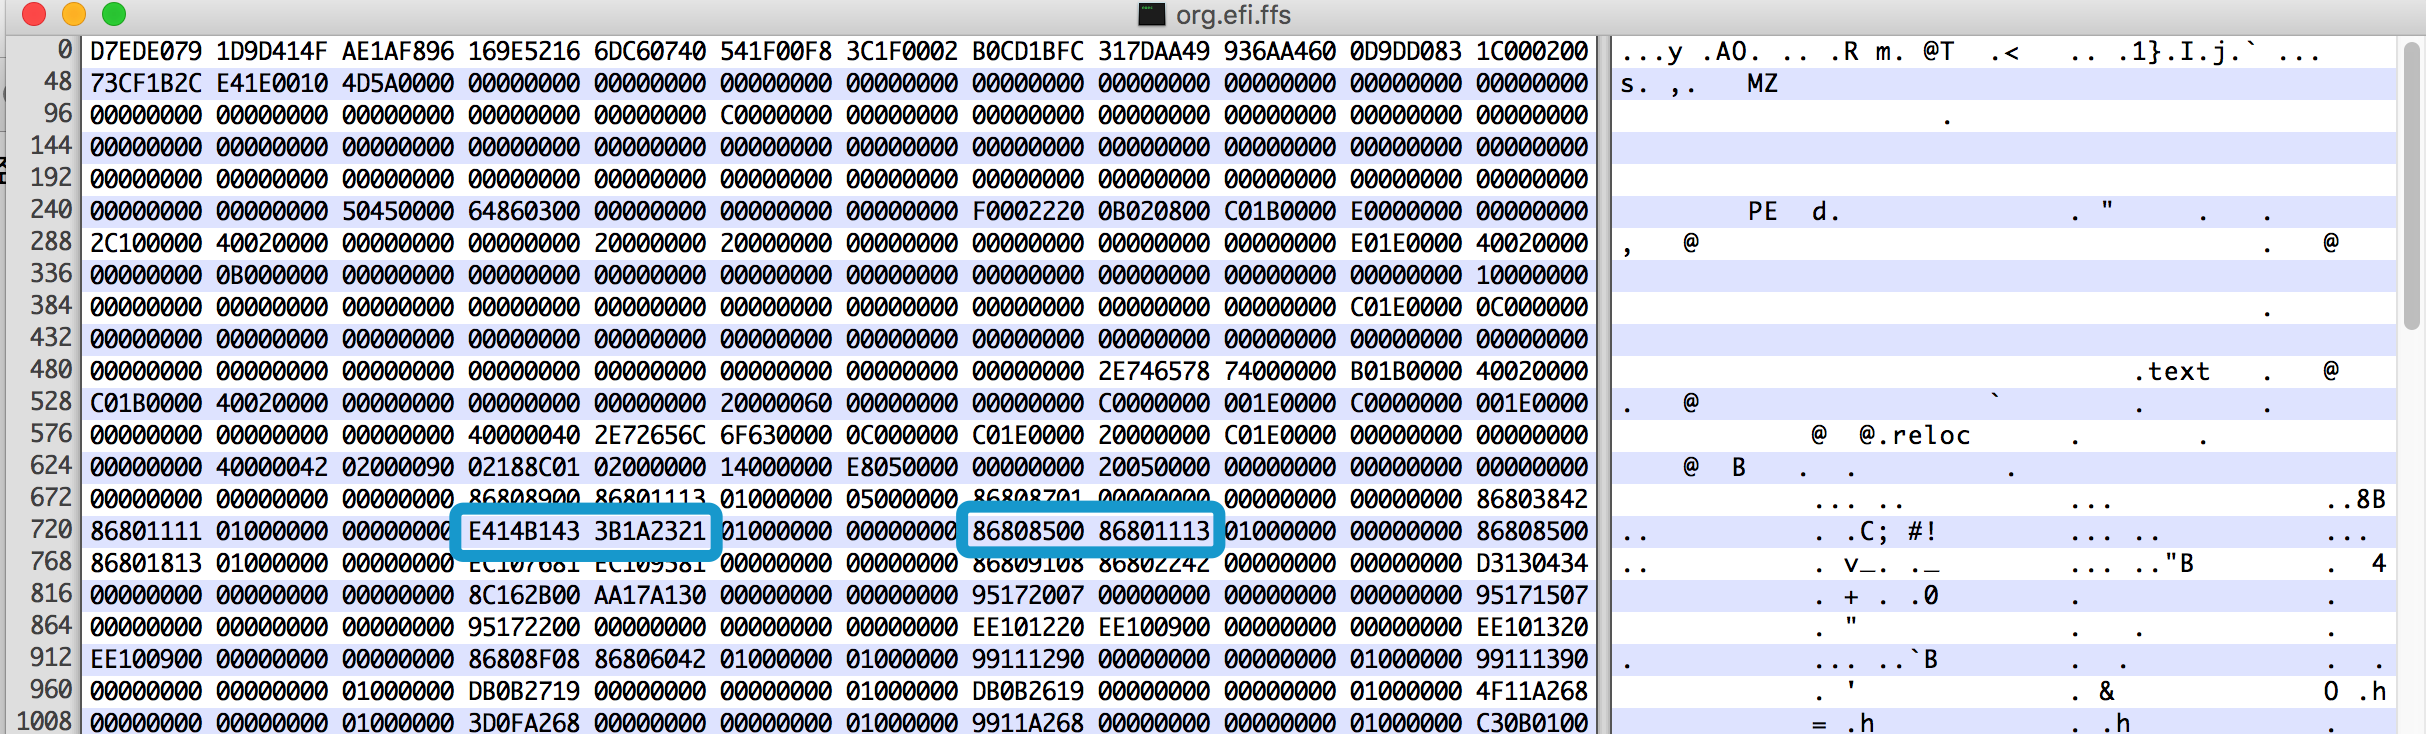 org.efi.ffs
0 D7EDE079 1D9D414F AE1AF896 169E5216 6DC60740 541F00F8 3C1F0002 B0CD1BFC 317DAA49 936AA460 0D9DD083 1C000200 ...y .AO. .. .R m. @T .< .. .1}.I.j.` ...
48 73CF1B2C E41E0010 4D5A0000 00000000 00000000 00000000 00000000 00000000 00000000 00000000 00000000 00000000 s. ,. MZ
96 00000000 00000000 00000000 00000000 00000000 C0000000 00000000 00000000 00000000 00000000 00000000 00000000 .
144 00000000 00000000 00000000 00000000 00000000 00000000 00000000 00000000 00000000 00000000 00000000 00000000
192 00000000 00000000 00000000 00000000 00000000 00000000 00000000 00000000 00000000 00000000 00000000 00000000
240 00000000 00000000 50450000 64860300 00000000 00000000 00000000 F0002220 0B020800 C01B0000 E0000000 00000000 PE d. . " . .
288 2C100000 40020000 00000000 00000000 20000000 20000000 00000000 00000000 00000000 00000000 E01E0000 40020000 , @ . @
336 00000000 0B000000 00000000 00000000 00000000 00000000 00000000 00000000 00000000 00000000 00000000 10000000
384 00000000 00000000 00000000 00000000 00000000 00000000 00000000 00000000 00000000 00000000 C01E0000 0C000000 .
432 00000000 00000000 00000000 00000000 00000000 00000000 00000000 00000000 00000000 00000000 00000000 00000000
480 00000000 00000000 00000000 00000000 00000000 00000000 00000000 00000000 2E746578 74000000 B01B0000 40020000 .text . @
528 C01B0000 40020000 00000000 00000000 00000000 20000060 00000000 00000000 C0000000 001E0000 C0000000 001E0000 . @ ` . .
576 00000000 00000000 00000000 40000040 2E72656C 6F630000 0C000000 C01E0000 20000000 C01E0000 00000000 00000000 @ @.reloc . .
624 00000000 40000042 02000090 02188C01 02000000 14000000 E8050000 00000000 20050000 00000000 00000000 00000000 @ B . . .
672 00000000 00000000 00000000 86808900 86801113 01000000 05000000 86808701 00000000 00000000 00000000 86803842 ... .. ... ..8B
720 86801111 01000000 00000000 E414B143 3B1A2321 01000000 00000000 86808500 86801113 01000000 00000000 86808500 .. . .C; #! ... .. ...
768 86801813 01000000 00000000 EC107681 EC109581 00000000 00000000 86809108 86802242 00000000 00000000 D3130434 .. . v_. ._ ... .."B . 4
816 00000000 00000000 00000000 8C162B00 AA17A130 00000000 00000000 95172007 00000000 00000000 00000000 95171507 . + . .0 . .
864 00000000 00000000 00000000 95172200 00000000 00000000 00000000 EE101220 EE100900 00000000 00000000 EE101320 . " . . .
912 EE100900 00000000 00000000 86808F08 86806042 01000000 01000000 99111290 00000000 00000000 01000000 99111390 . ... ..`B . . . .
960 00000000 00000000 01000000 DB0B2719 00000000 00000000 01000000 DB0B2619 00000000 00000000 01000000 4F11A268 . ' . & O .h
1008 00000000 00000000 01000000 3D0FA268 00000000 00000000 01000000 9911A268 00000000 00000000 01000000 C30B0100 = .h . .h .